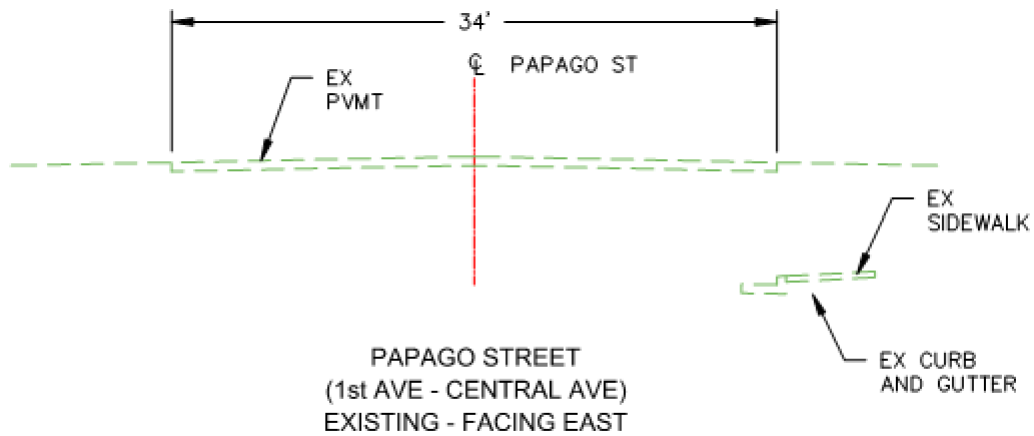 34'
℄ PAPAGO ST
EX
PVMT
EX
SIDEWALK
EX CURB
AND GUTTER
PAPAGO STREET
(1st AVE - CENTRAL AVE)
EXISTING - FACING EAST